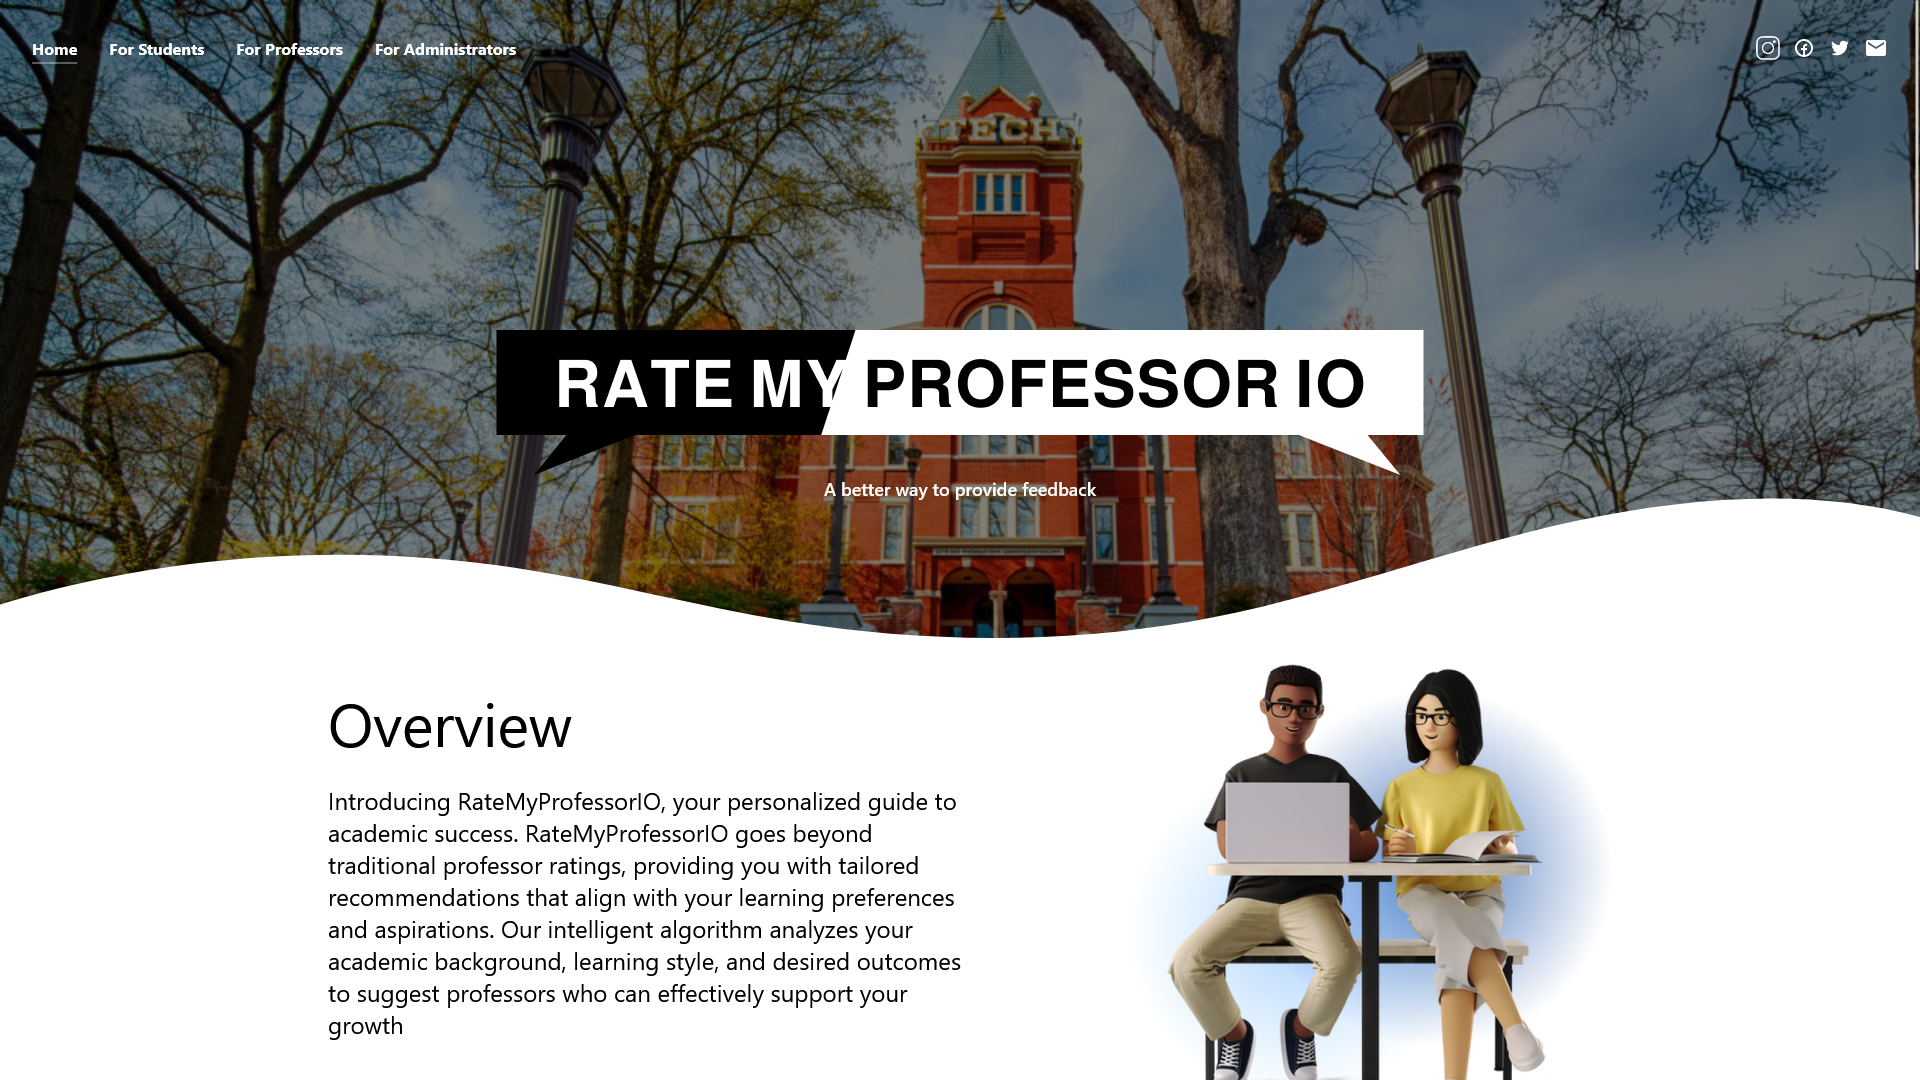 Home For Students For Professors For Administrators
TECH
RATE MY PROFESSOR IO
A better way to provide feedback
Overview
Introducing RateMyProfessorIO, your personalized guide to
academic success. RateMyProfessorIO goes beyond
traditional professor ratings, providing you with tailored
recommendations that align with your learning preferences
and aspirations. Our intelligent algorithm analyzes your
academic background, learning style, and desired outcomes
to suggest professors who can effectively support your
growth